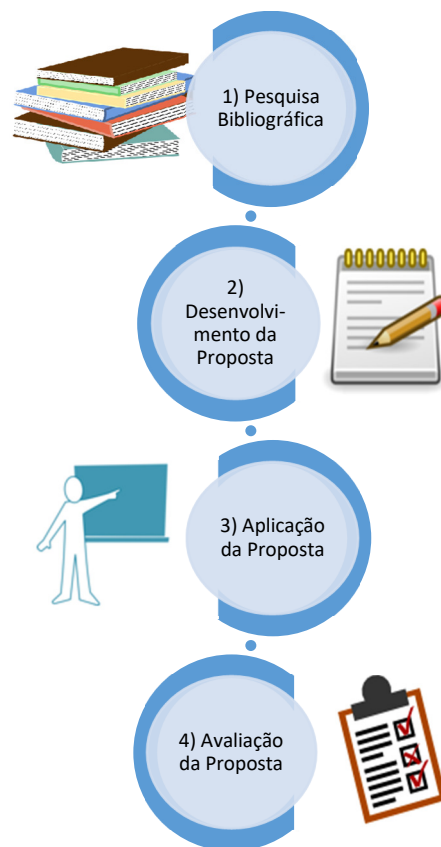 1) Pesquisa
Bibliográfica
2)
Desenvolvi-
mento da
Proposta
3) Aplicação
da Proposta
4) Avaliação
da Proposta